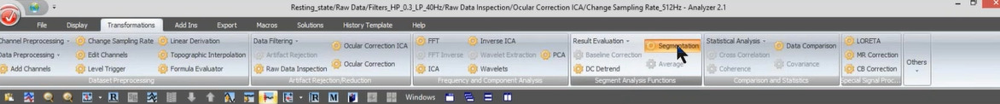 Resting_state/Raw Data/Filters_HP_0.3_LP_40Hz/Raw Data Inspection/Ocular Correction ICA/Change Sampling Rate_512Hz - Analyzer 2.1
File Display Transformations Add Ins Export Macros Solutions History Template Help
Channel Preprocessing Change Sampling Rate Linear Derivation Data Filtering Ocular Correction ICA FFT Inverse ICA Result Evaluation Segmentation Statistical Analysis Data Comparison LORETA
Data Preprocessing Edit Channels Topographic Interpolation Artifact Rejection FFT Inverse Wavelet Extraction PCA Baseline Correction Cross Correlation MR Correction Others
Add Channels Level Trigger Formula Evaluator Raw Data Inspection Ocular Correction ICA Wavelets DC Detrend Average Coherence Covariance CB Correction
Dataset Preprocessing Artifact Rejection/Reduction Frequency and Component Analysis Segment Analysis Functions Comparison and Statistics Special Signal Proc...
R R M Windows